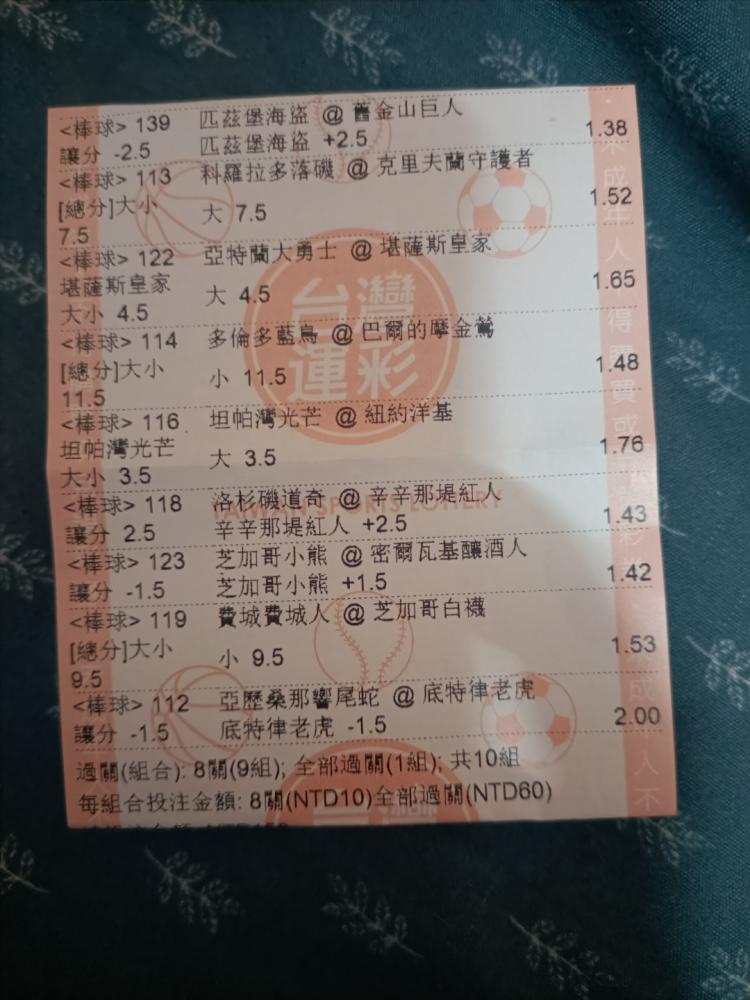 <棒球> 139 匹茲堡海盜 @ 舊金山巨人
讓分 -2.5 匹茲堡海盜 +2.5 1.38
<棒球> 113 科羅拉多落磯 @ 克里夫蘭守護者
[總分]大小 大 7.5 1.52
7.5
<棒球> 122 亞特蘭大勇士 @ 堪薩斯皇家
堪薩斯皇家 大 4.5 1.65
大小 4.5
<棒球> 114 多倫多藍鳥 @ 巴爾的摩金鶯
[總分]大小 小 11.5 1.48
11.5
<棒球> 116 坦帕灣光芒 @ 紐約洋基
坦帕灣光芒 大 3.5 1.76
大小 3.5
<棒球> 118 洛杉磯道奇 @ 辛辛那堤紅人
讓分 2.5 辛辛那堤紅人 +2.5 1.43
<棒球> 123 芝加哥小熊 @ 密爾瓦基釀酒人
讓分 -1.5 芝加哥小熊 +1.5 1.42
<棒球> 119 費城費城人 @ 芝加哥白襪
[總分]大小 小 9.5 1.53
9.5
<棒球> 112 亞歷桑那響尾蛇 @ 底特律老虎
讓分 -1.5 底特律老虎 -1.5 2.00
過關(組合): 8關(9組); 全部過關(1組); 共10組
每組合投注金額: 8關(NTD10)全部過關(NTD60)
台灣
運彩
TAIWAN SPORTS LOTTERY
未成年人不得購買或